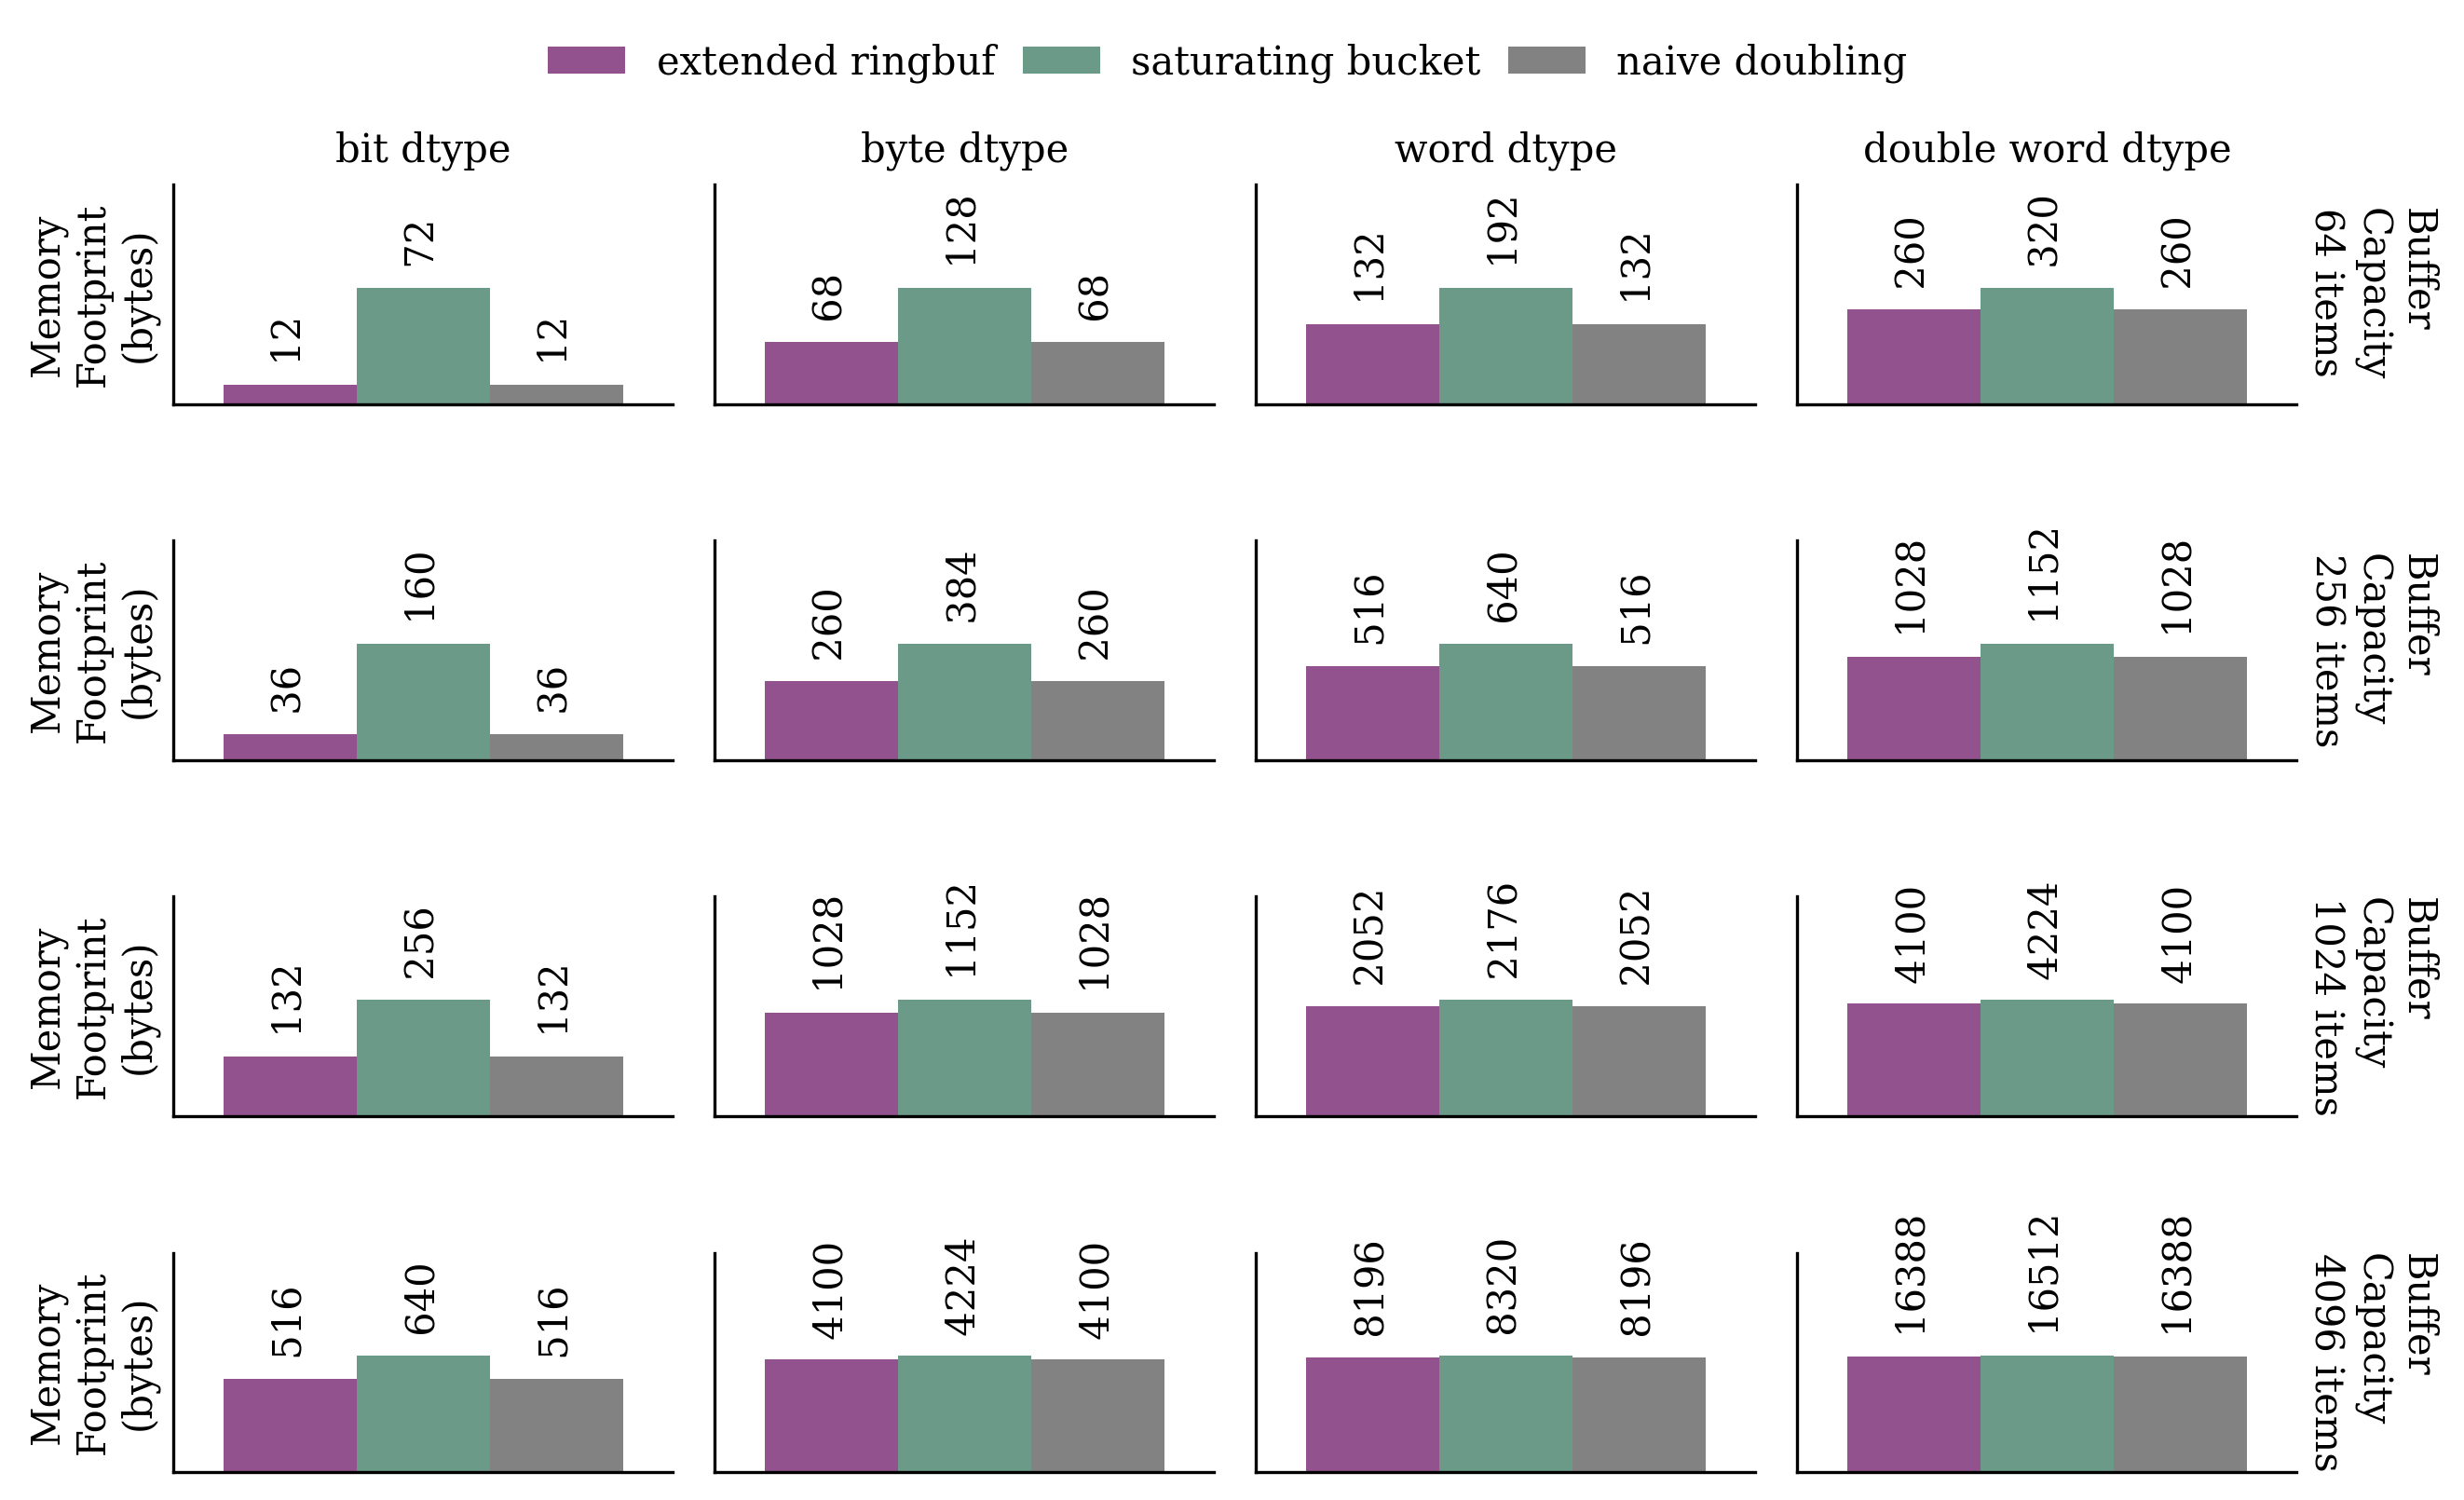 extended ringbuf saturating bucket naive doubling
bit dtype byte dtype word dtype double word dtype
Memory
Footprint
(bytes)
12 72 12
68 128 68
132 192 132
260 320 260
Buffer
Capacity
64 items
Memory
Footprint
(bytes)
36 160 36
260 384 260
516 640 516
1028 1152 1028
Buffer
Capacity
256 items
Memory
Footprint
(bytes)
132 256 132
1028 1152 1028
2052 2176 2052
4100 4224 4100
Buffer
Capacity
1024 items
Memory
Footprint
(bytes)
516 640 516
4100 4224 4100
8196 8320 8196
16388 16512 16388
Buffer
Capacity
4096 items